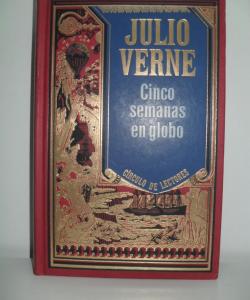 JULIO
VERNE
Cinco
semanas
en globo
CÍRCULO DE LECTORES